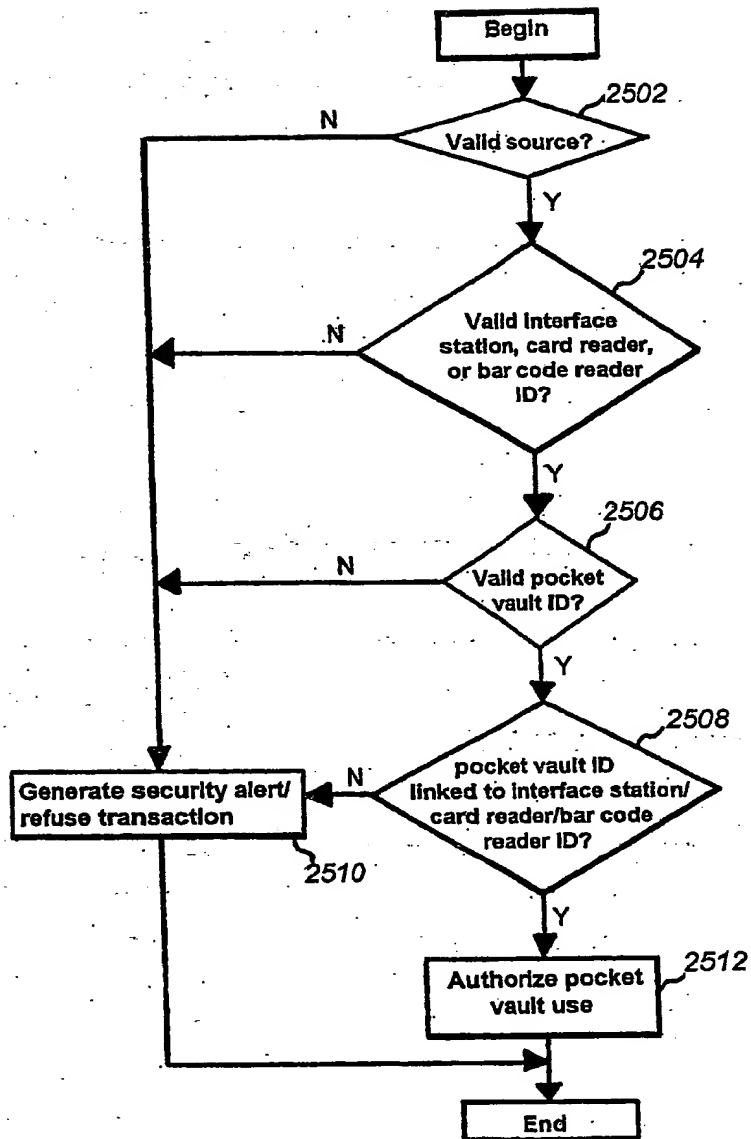 Begin
2502
N
Valid source?
Y
2504
N
Valid interface
station, card reader,
or bar code reader
ID?
Y
2506
N
Valid pocket
vault ID?
Y
2508
N
pocket vault ID
linked to interface station/
card reader/bar code
reader ID?
Generate security alert/
refuse transaction
2510
Y
2512
Authorize pocket
vault use
End